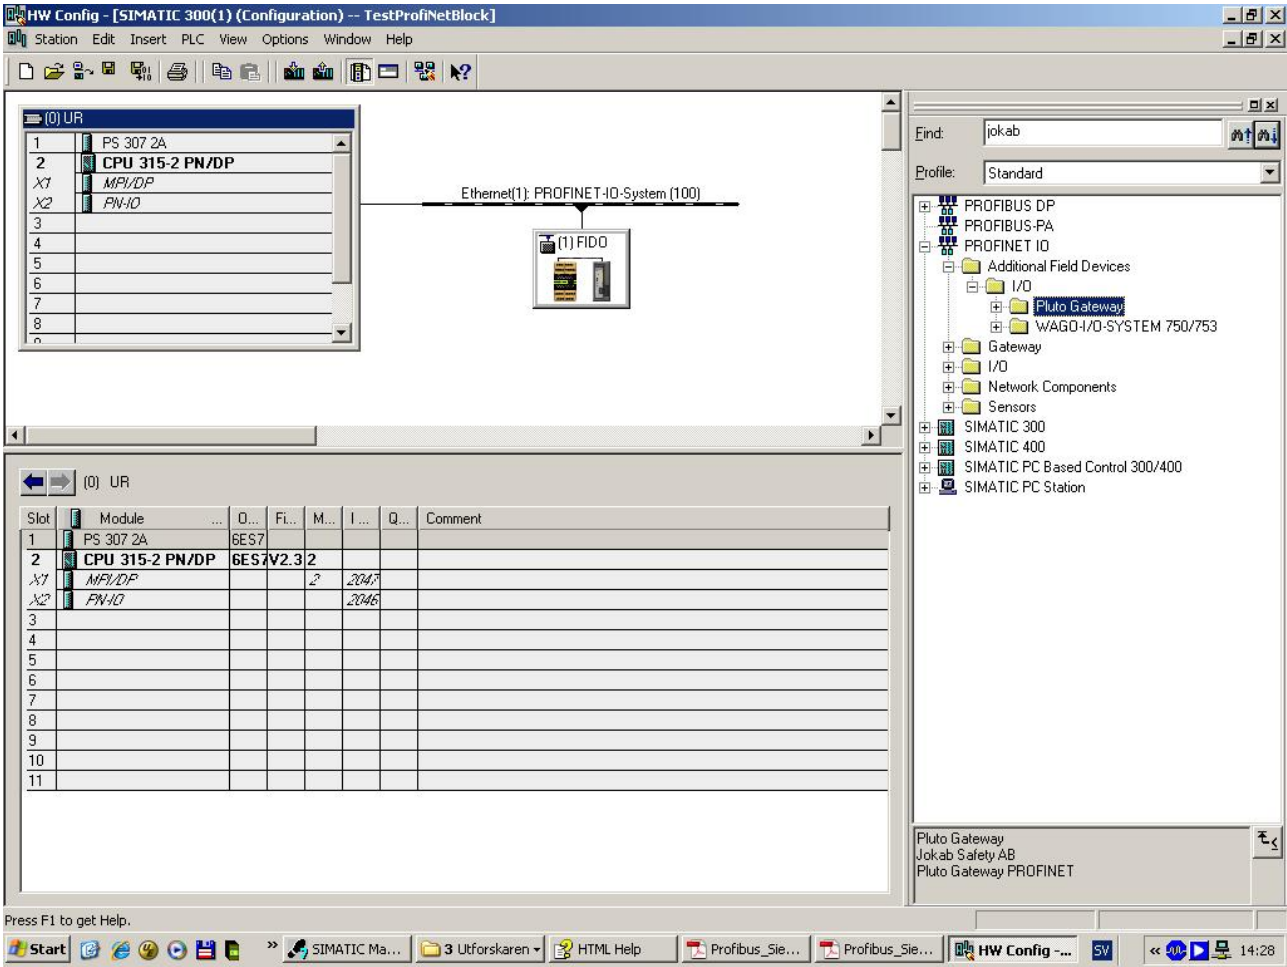 HW Config - [SIMATIC 300(1) (Configuration) -- TestProfiNetBlock]
Station Edit Insert PLC View Options Window Help
(0) UR
1 PS 307 2A
2 CPU 315-2 PN/DP
X1 MPI/DP
X2 PN-IO
3
4
5
6
7
8
Ethernet(1): PROFINET-IO-System (100)
(1) FIDO
Find: jokab
Profile: Standard
PROFIBUS DP
PROFIBUS-PA
PROFINET IO
Additional Field Devices
I/O
Pluto Gateway
WAGO-I/O-SYSTEM 750/753
Gateway
I/O
Network Components
Sensors
SIMATIC 300
SIMATIC 400
SIMATIC PC Based Control 300/400
SIMATIC PC Station
(0) UR
Slot Module ... O... Fi... M... I ... Q... Comment
1 PS 307 2A 6ES7
2 CPU 315-2 PN/DP 6ES7 V2.3 2
X1 MPI/DP 2 2047
X2 PN-IO 2046
3
4
5
6
7
8
9
10
11
Pluto Gateway
Jokab Safety AB
Pluto Gateway PROFINET
Press F1 to get Help.
Start » SIMATIC Ma... 3 Utforskaren HTML Help Profibus_Sie... Profibus_Sie... HW Config -... SV « 14:28